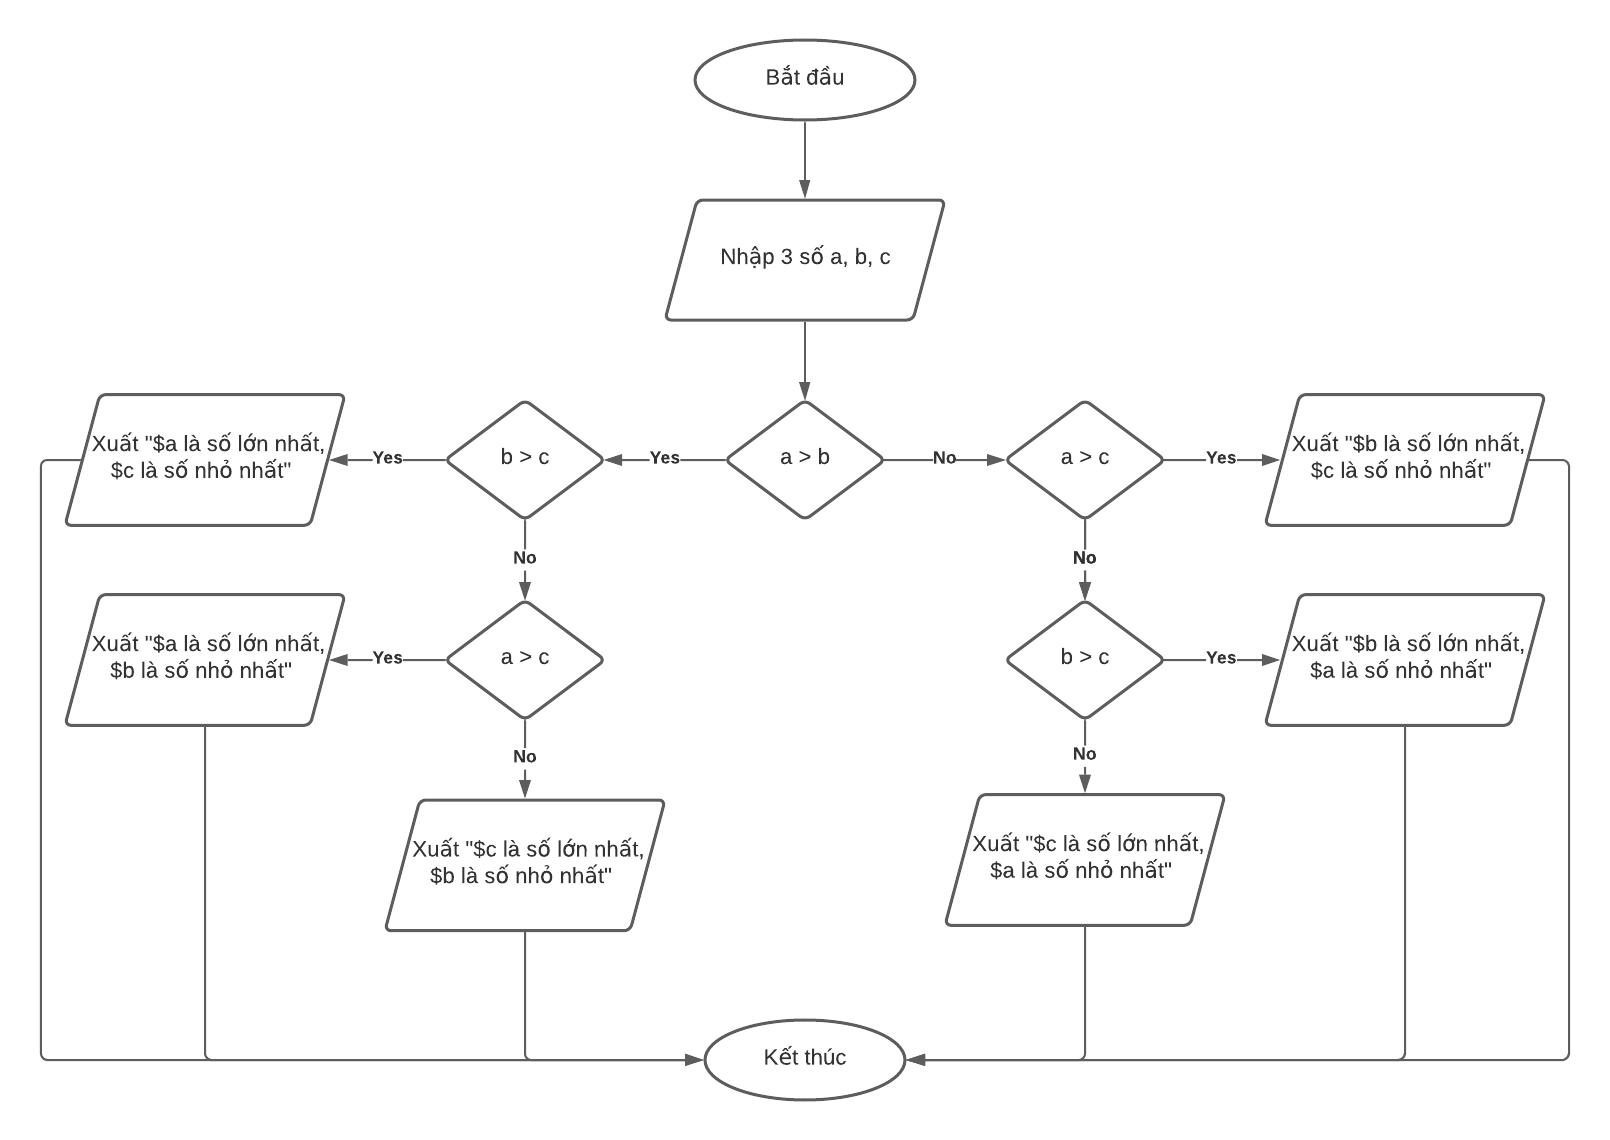 Bắt đầu
Nhập 3 số a, b, c
Xuất "$a là số lớn nhất,
$c là số nhỏ nhất"
Yes
b > c
Yes
a > b
No
a > c
Yes
Xuất "$b là số lớn nhất,
$c là số nhỏ nhất"
No
No
Xuất "$a là số lớn nhất,
$b là số nhỏ nhất"
Yes
a > c
b > c
Yes
Xuất "$b là số lớn nhất,
$a là số nhỏ nhất"
No
No
Xuất "$c là số lớn nhất,
$b là số nhỏ nhất"
Xuất "$c là số lớn nhất,
$a là số nhỏ nhất"
Kết thúc